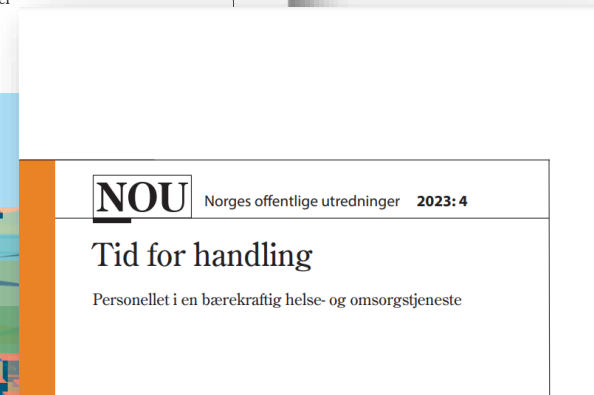 NOU Norges offentlige utredninger 2023: 4
Tid for handling
Personellet i en bærekraftig helse- og omsorgstjeneste